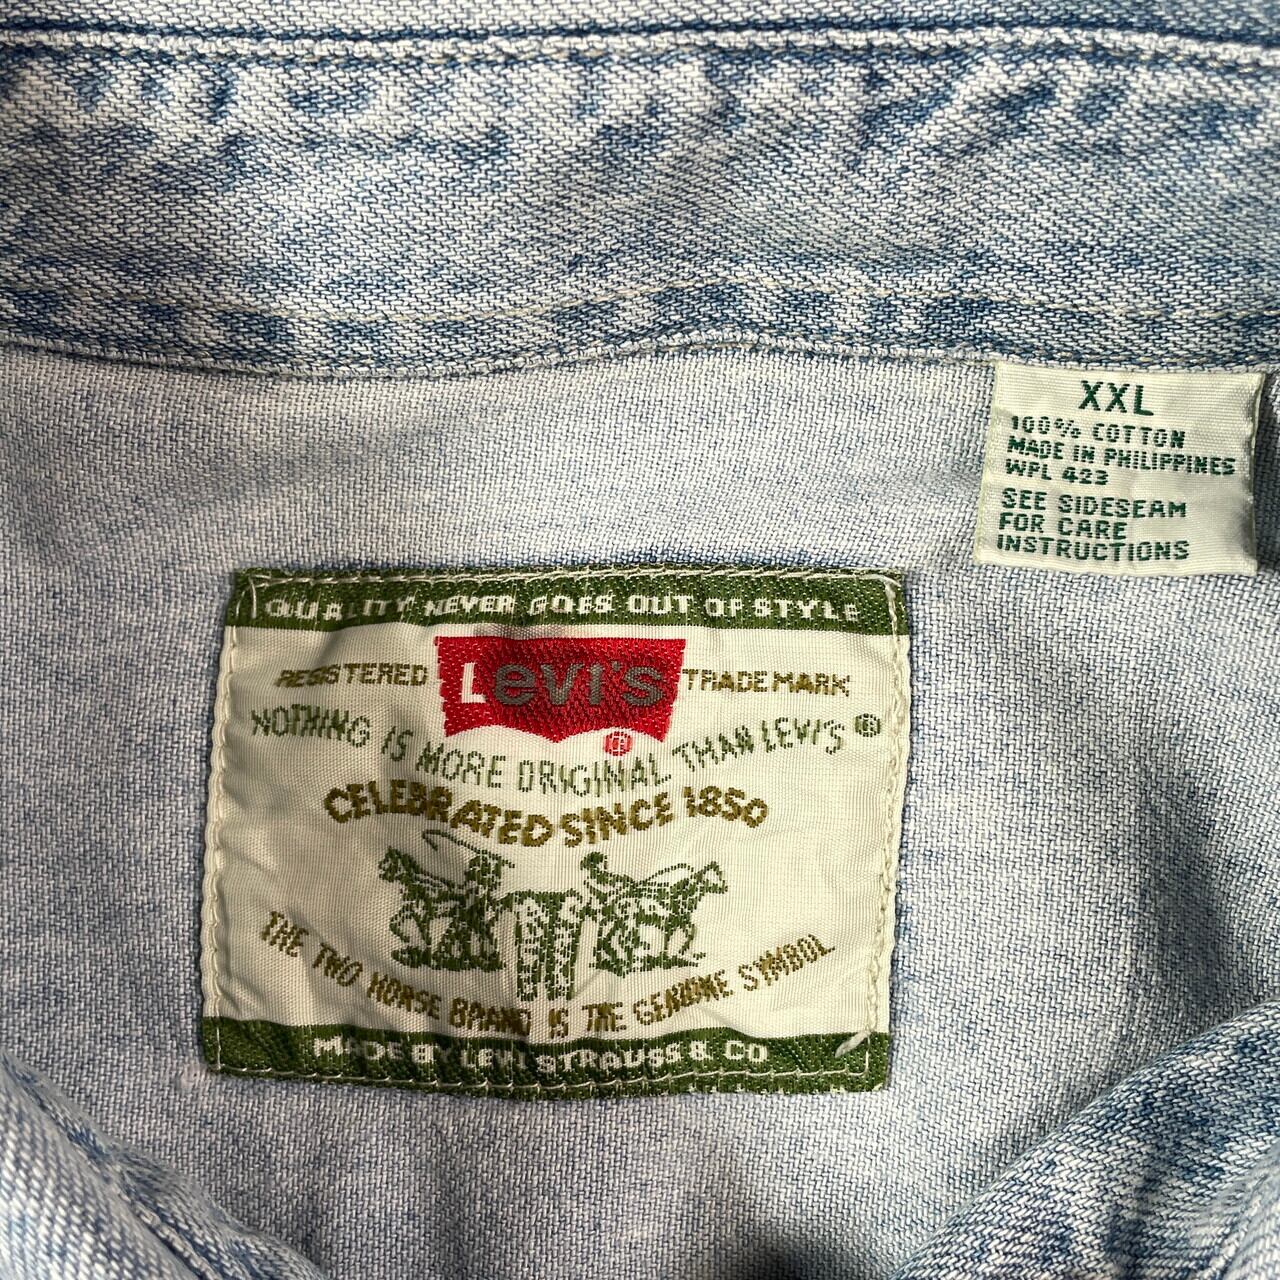 XXL
100% COTTON
MADE IN PHILIPPINES
WPL 423
SEE SIDESEAM
FOR CARE
INSTRUCTIONS
QUALITY NEVER GOES OUT OF STYLE
REGISTERED Levi's TRADEMARK
®
NOTHING IS MORE ORIGINAL THAN LEVI'S ®
CELEBRATED SINCE 1850
THE TWO HORSE BRAND IS THE GENUINE SYMBOL
MADE BY LEVI STRAUSS & CO